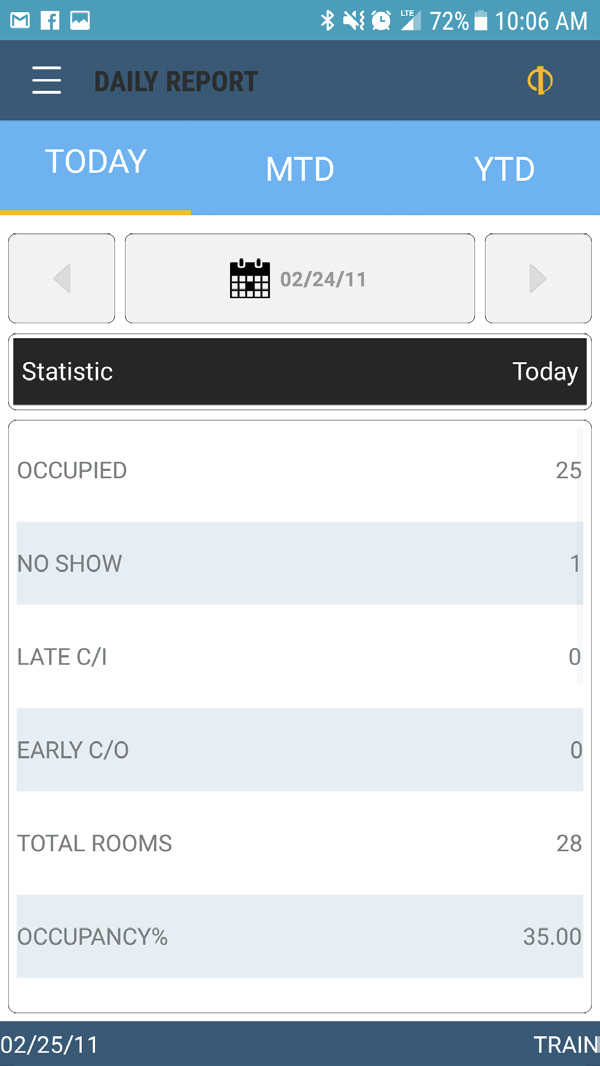 LTE 72% 10:06 AM
DAILY REPORT
TODAY MTD YTD
02/24/11
Statistic Today
OCCUPIED 25
NO SHOW 1
LATE C/I 0
EARLY C/O 0
TOTAL ROOMS 28
OCCUPANCY% 35.00
02/25/11 TRAIN